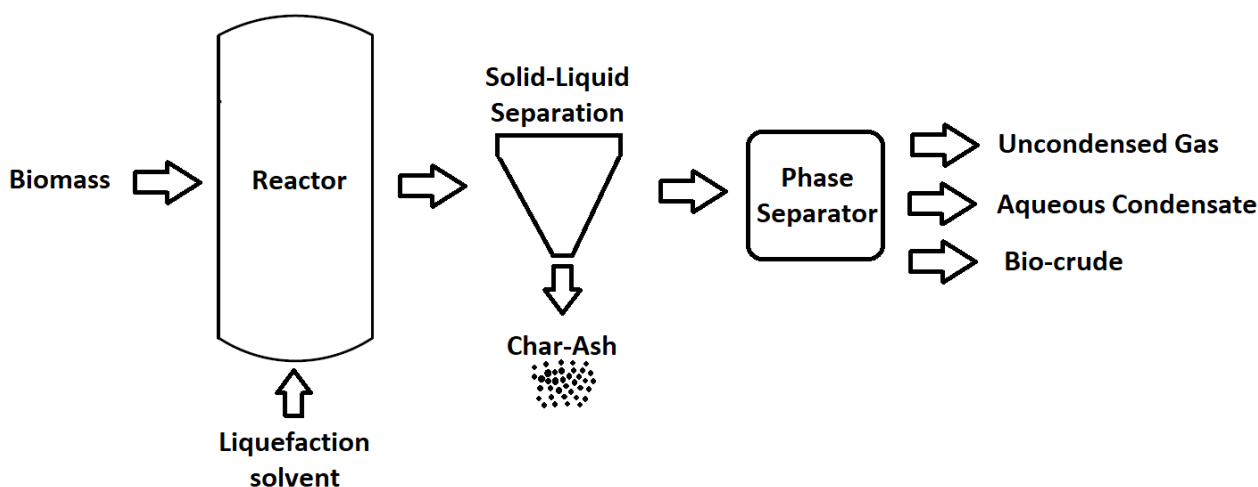 Biomass
Reactor
Liquefaction
solvent
Solid-Liquid
Separation
Char-Ash
Phase
Separator
Uncondensed Gas
Aqueous Condensate
Bio-crude